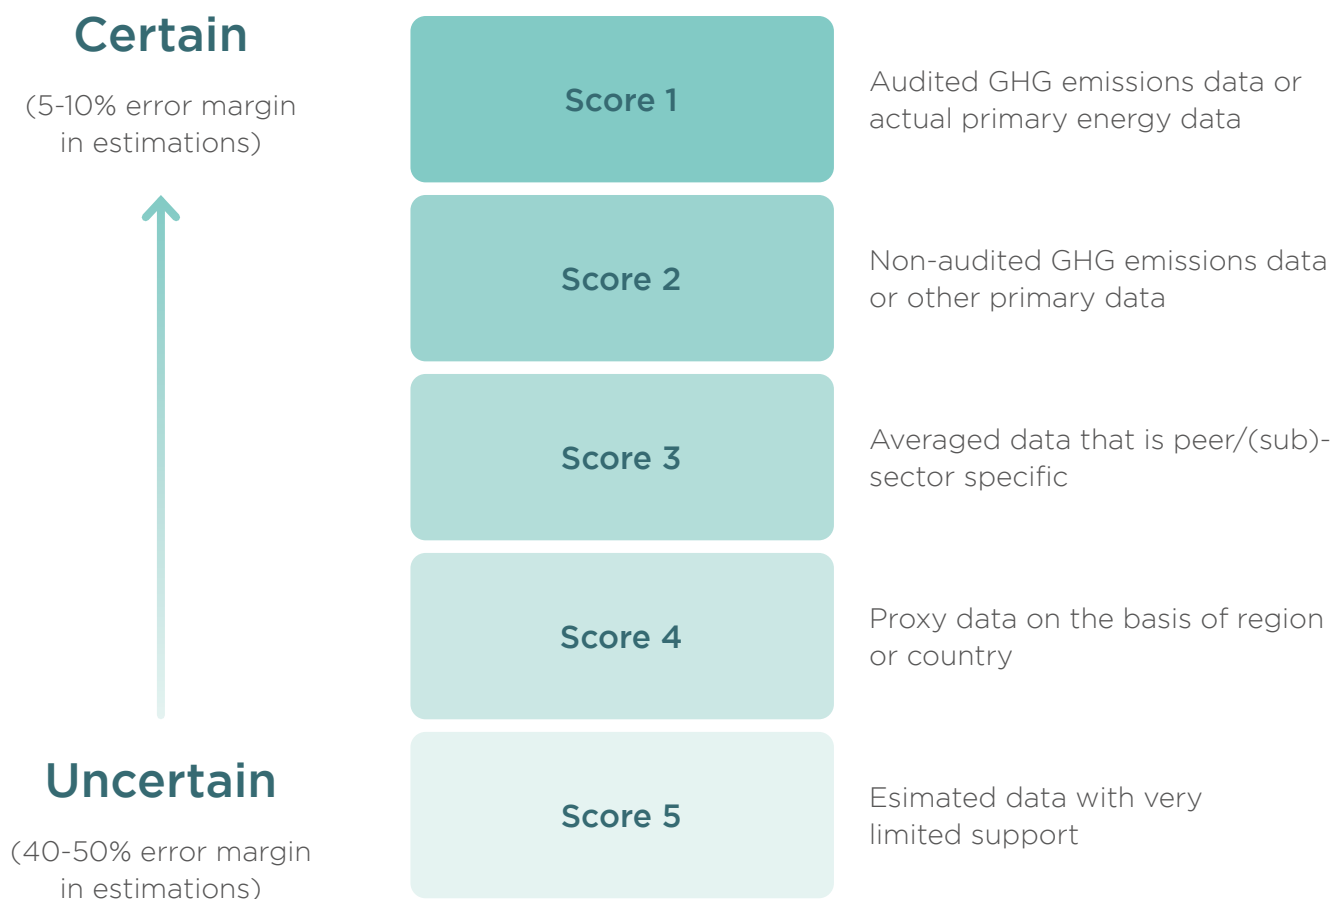 Certain
(5-10% error margin
in estimations)
Score 1
Audited GHG emissions data or
actual primary energy data
Score 2
Non-audited GHG emissions data
or other primary data
Score 3
Averaged data that is peer/(sub)-
sector specific
Score 4
Proxy data on the basis of region
or country
Uncertain
(40-50% error margin
in estimations)
Score 5
Esimated data with very
limited support